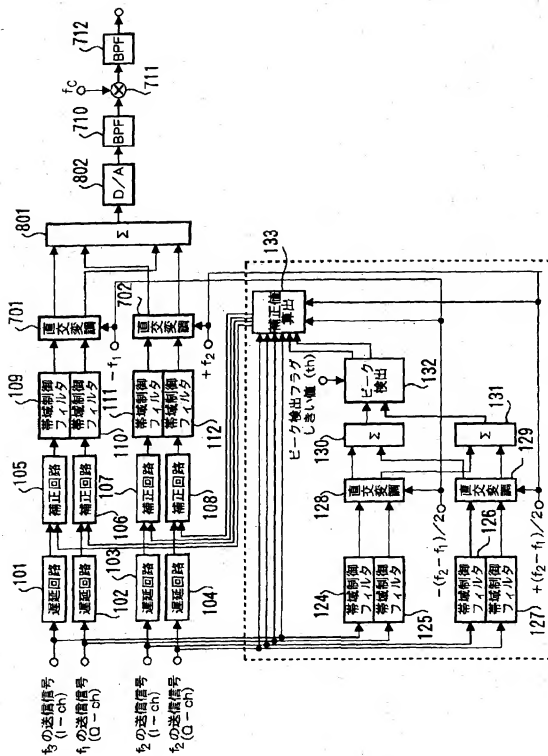 f3の送信信号
(I-ch)
f1の送信信号
(Q-ch)
f2の送信信号
(I-ch)
f2の送信信号
(Q-ch)
101
遅延回路
102
遅延回路
103
遅延回路
104
遅延回路
105
補正回路
106
補正回路
107
補正回路
108
補正回路
109
帯域制御
フィルタ
110
帯域制御
フィルタ
111
帯域制御
フィルタ
112
帯域制御
フィルタ
701
直交変調
-f1
702
直交変調
+f2
801
Σ
802
D/A
710
BPF
fC
711
712
BPF
133
補正値
算出
ピーク検出フラグ
しきい値(th)
ピーク
検出
132
130
Σ
131
Σ
128
直交変調
129
直交変調
124
帯域制御
フィルタ
125
帯域制御
フィルタ
-(f2-f1)/2
126
帯域制御
フィルタ
127
帯域制御
フィルタ
+(f2-f1)/2